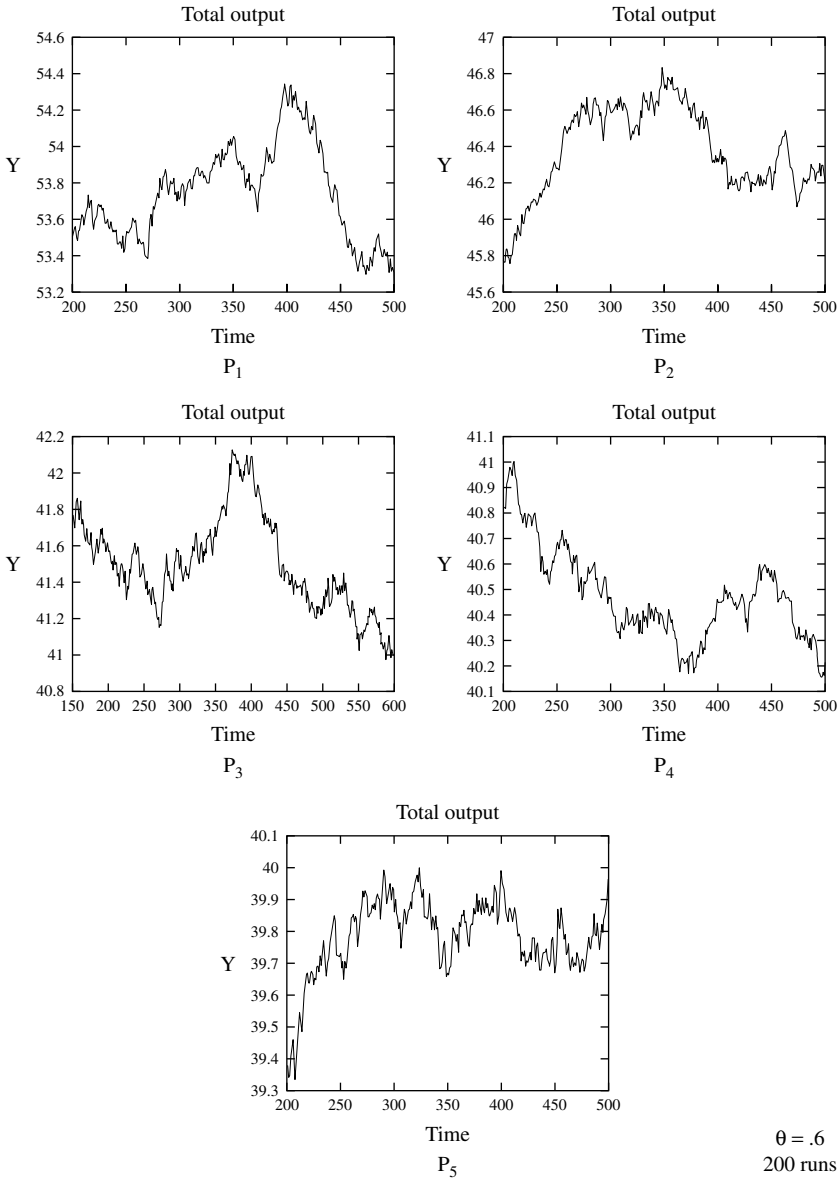 Total output
54.6
54.4
54.2
54
53.8
53.6
53.4
53.2
Y
200 250 300 350 400 450 500
Time
P1
Total output
47
46.8
46.6
46.4
46.2
46
45.8
45.6
Y
200 250 300 350 400 450 500
Time
P2
Total output
42.2
42
41.8
41.6
41.4
41.2
41
40.8
Y
150 200 250 300 350 400 450 500 550 600
Time
P3
Total output
41.1
41
40.9
40.8
40.7
40.6
40.5
40.4
40.3
40.2
40.1
Y
200 250 300 350 400 450 500
Time
P4
Total output
40.1
40
39.9
39.8
39.7
39.6
39.5
39.4
39.3
Y
200 250 300 350 400 450 500
Time
P5
θ = .6
200 runs